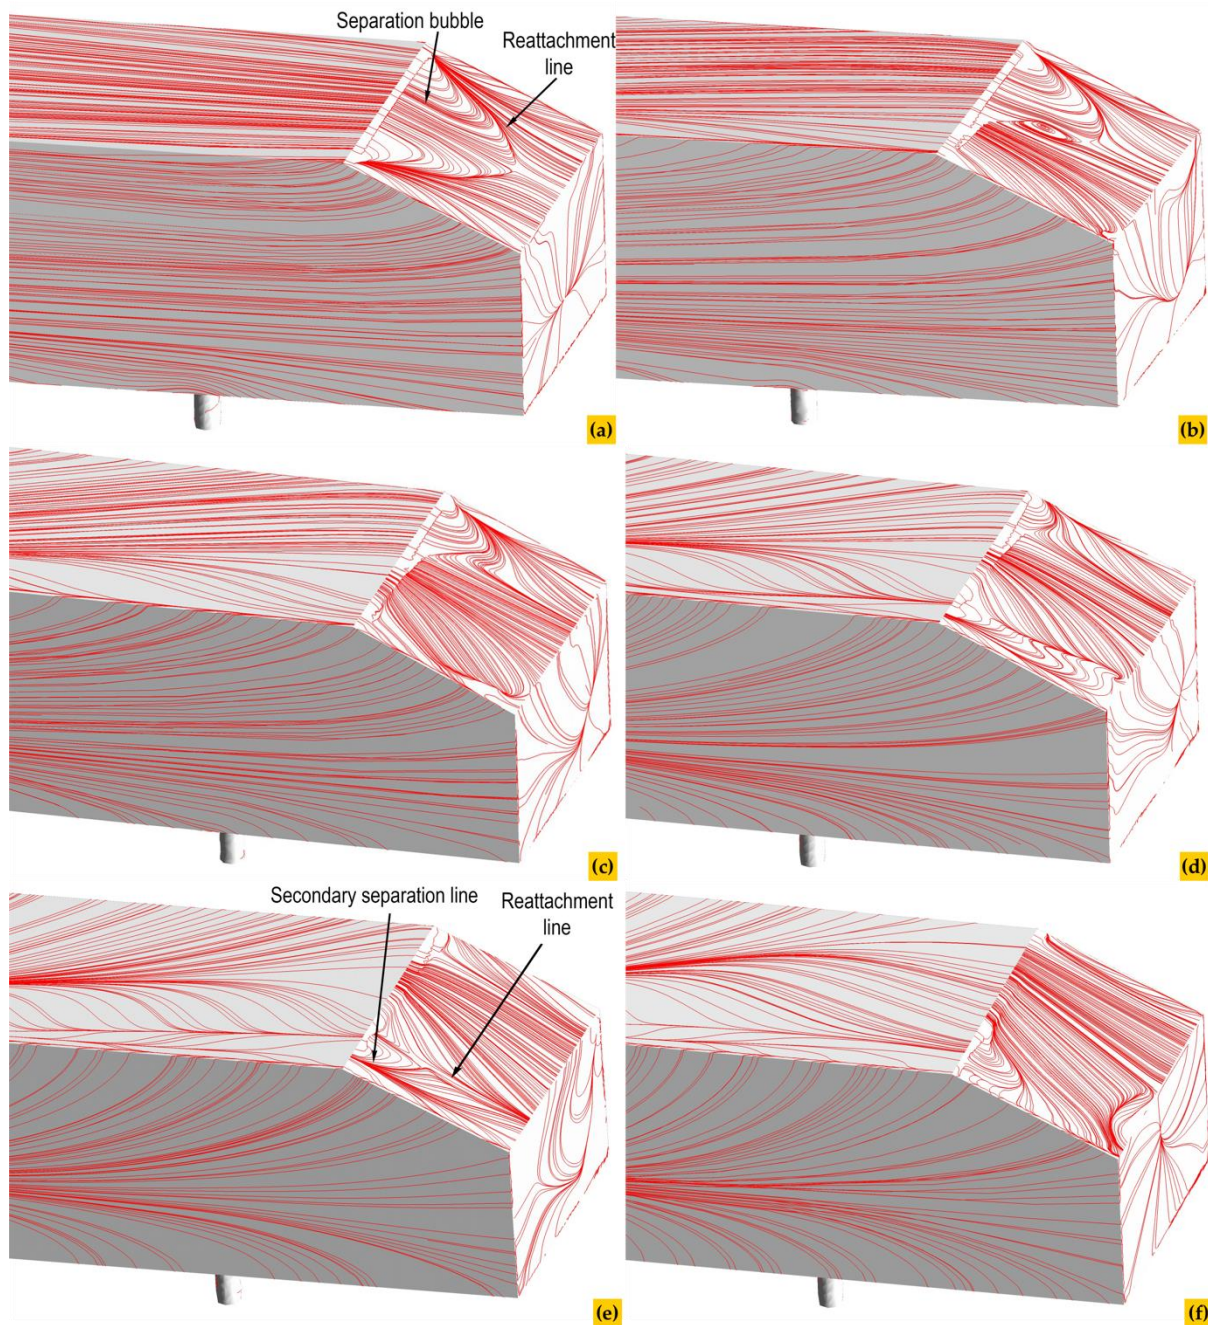 Separation bubble
Reattachment
line
(a)
(b)
(c)
(d)
Secondary separation line
Reattachment
line
(e)
(f)